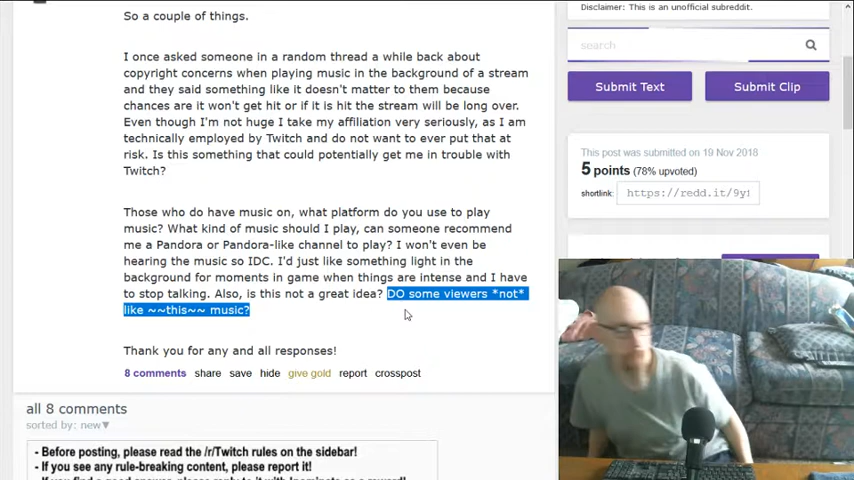 So a couple of things.
I once asked someone in a random thread a while back about
copyright concerns when playing music in the background of a stream
and they said something like it doesn't matter to them because
chances are it won't get hit or if it is hit the stream will be long over.
Even though I'm not huge I take my affiliation very seriously, as I am
technically employed by Twitch and do not want to ever put that at
risk. Is this something that could potentially get me in trouble with
Twitch?
Those who do have music on, what platform do you use to play
music? What kind of music should I play, can someone recommend
me a Pandora or Pandora-like channel to play? I won't even be
hearing the music so IDC. I'd just like something light in the
background for moments in game when things are intense and I have
to stop talking. Also, is this not a great idea? DO some viewers *not*
like ~~this~~ music?
Thank you for any and all responses!
8 comments share save hide give gold report crosspost
all 8 comments
sorted by: new▼
- Before posting, please read the /r/Twitch rules on the sidebar!
- If you see any rule-breaking content, please report it!
Disclaimer: This is an unofficial subreddit.
search
Submit Text Submit Clip
This post was submitted on 19 Nov 2018
5 points (78% upvoted)
shortlink: https://redd.it/9y